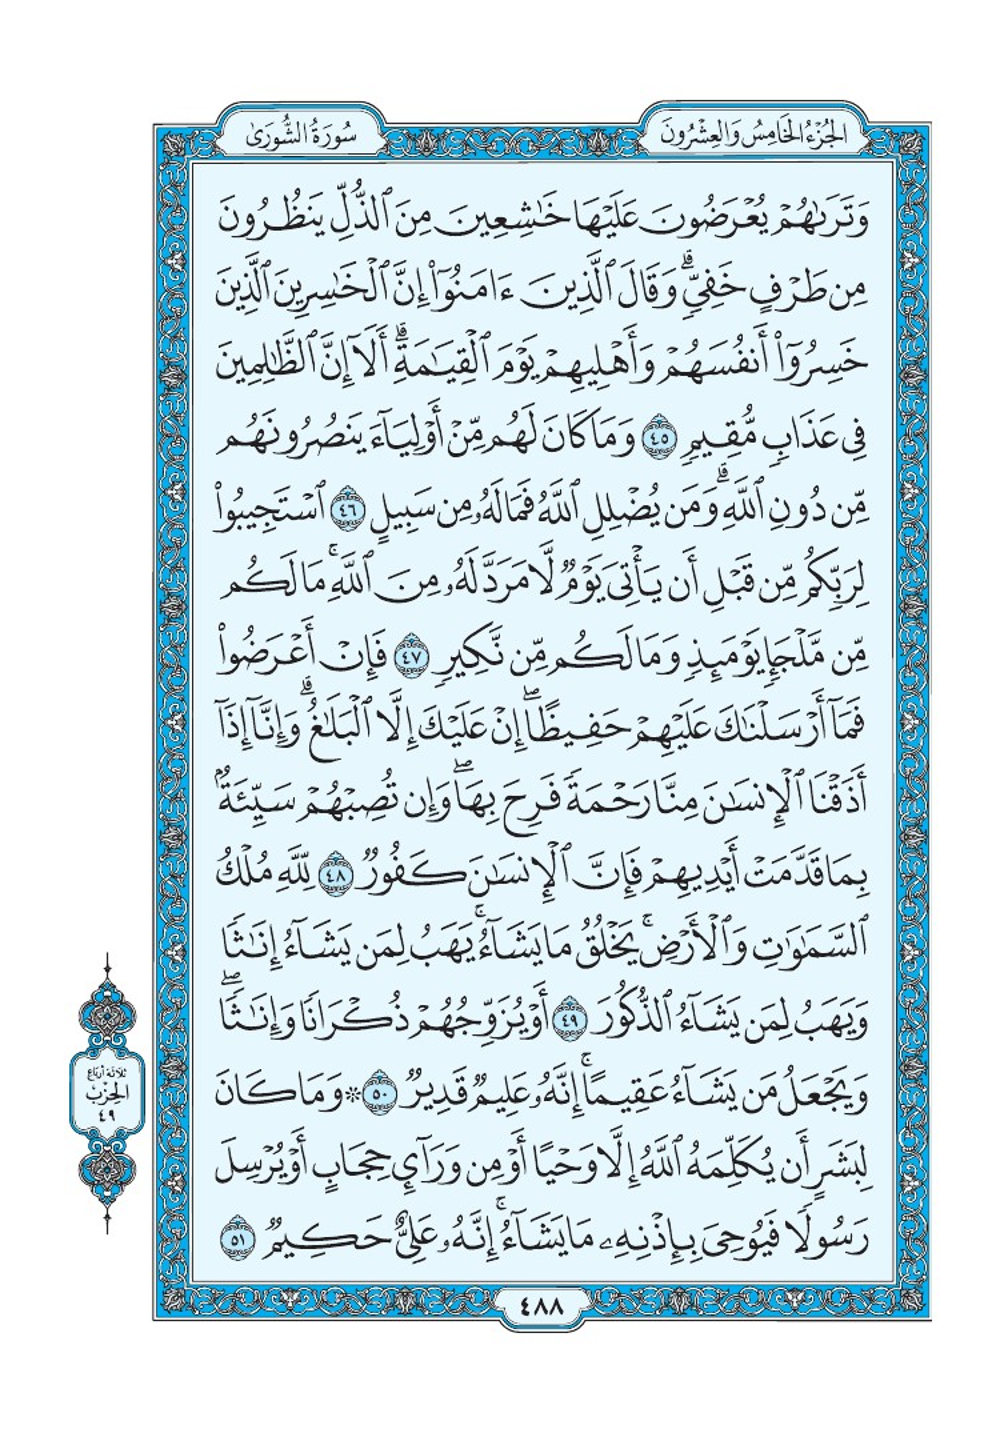 الجُزْءُ الخَامِسُ وَالعِشْرُونَ
سُورَةُ الشُّورَىٰ
وَتَرَىٰهُمْ يُعْرَضُونَ عَلَيْهَا خَٰشِعِينَ مِنَ ٱلذُّلِّ يَنظُرُونَ
مِن طَرْفٍ خَفِىٍّۗ وَقَالَ ٱلَّذِينَ ءَامَنُوٓا۟ إِنَّ ٱلْخَٰسِرِينَ ٱلَّذِينَ
خَسِرُوٓا۟ أَنفُسَهُمْ وَأَهْلِيهِمْ يَوْمَ ٱلْقِيَٰمَةِۗ أَلَآ إِنَّ ٱلظَّٰلِمِينَ
فِى عَذَابٍ مُّقِيمٍ ٤٥ وَمَا كَانَ لَهُم مِّنْ أَوْلِيَآءَ يَنصُرُونَهُم
مِّن دُونِ ٱللَّهِۗ وَمَن يُضْلِلِ ٱللَّهُ فَمَا لَهُۥ مِن سَبِيلٍ ٤٦ ٱسْتَجِيبُوا۟
لِرَبِّكُم مِّن قَبْلِ أَن يَأْتِىَ يَوْمٌ لَّا مَرَدَّ لَهُۥ مِنَ ٱللَّهِۚ مَا لَكُم
مِّن مَّلْجَإٍ يَوْمَئِذٍ وَمَا لَكُم مِّن نَّكِيرٍ ٤٧ فَإِنْ أَعْرَضُوا۟
فَمَآ أَرْسَلْنَٰكَ عَلَيْهِمْ حَفِيظًاۖ إِنْ عَلَيْكَ إِلَّا ٱلْبَلَٰغُۗ وَإِنَّآ إِذَآ
أَذَقْنَا ٱلْإِنسَٰنَ مِنَّا رَحْمَةً فَرِحَ بِهَاۖ وَإِن تُصِبْهُمْ سَيِّئَةٌۢ
بِمَا قَدَّمَتْ أَيْدِيهِمْ فَإِنَّ ٱلْإِنسَٰنَ كَفُورٌ ٤٨ لِّلَّهِ مُلْكُ
ٱلسَّمَٰوَٰتِ وَٱلْأَرْضِۚ يَخْلُقُ مَا يَشَآءُۚ يَهَبُ لِمَن يَشَآءُ إِنَٰثًا
وَيَهَبُ لِمَن يَشَآءُ ٱلذُّكُورَ ٤٩ أَوْ يُزَوِّجُهُمْ ذُكْرَانًا وَإِنَٰثًاۖ
وَيَجْعَلُ مَن يَشَآءُ عَقِيمًاۚ إِنَّهُۥ عَلِيمٌ قَدِيرٌ ٥٠ * وَمَا كَانَ
لِبَشَرٍ أَن يُكَلِّمَهُ ٱللَّهُ إِلَّا وَحْيًا أَوْ مِن وَرَآئِ حِجَابٍ أَوْ يُرْسِلَ
رَسُولًا فَيُوحِىَ بِإِذْنِهِۦ مَا يَشَآءُۚ إِنَّهُۥ عَلِىٌّ حَكِيمٌ ٥١
ثلاثة أرباع
الحِزب
٤٩
٤٨٨